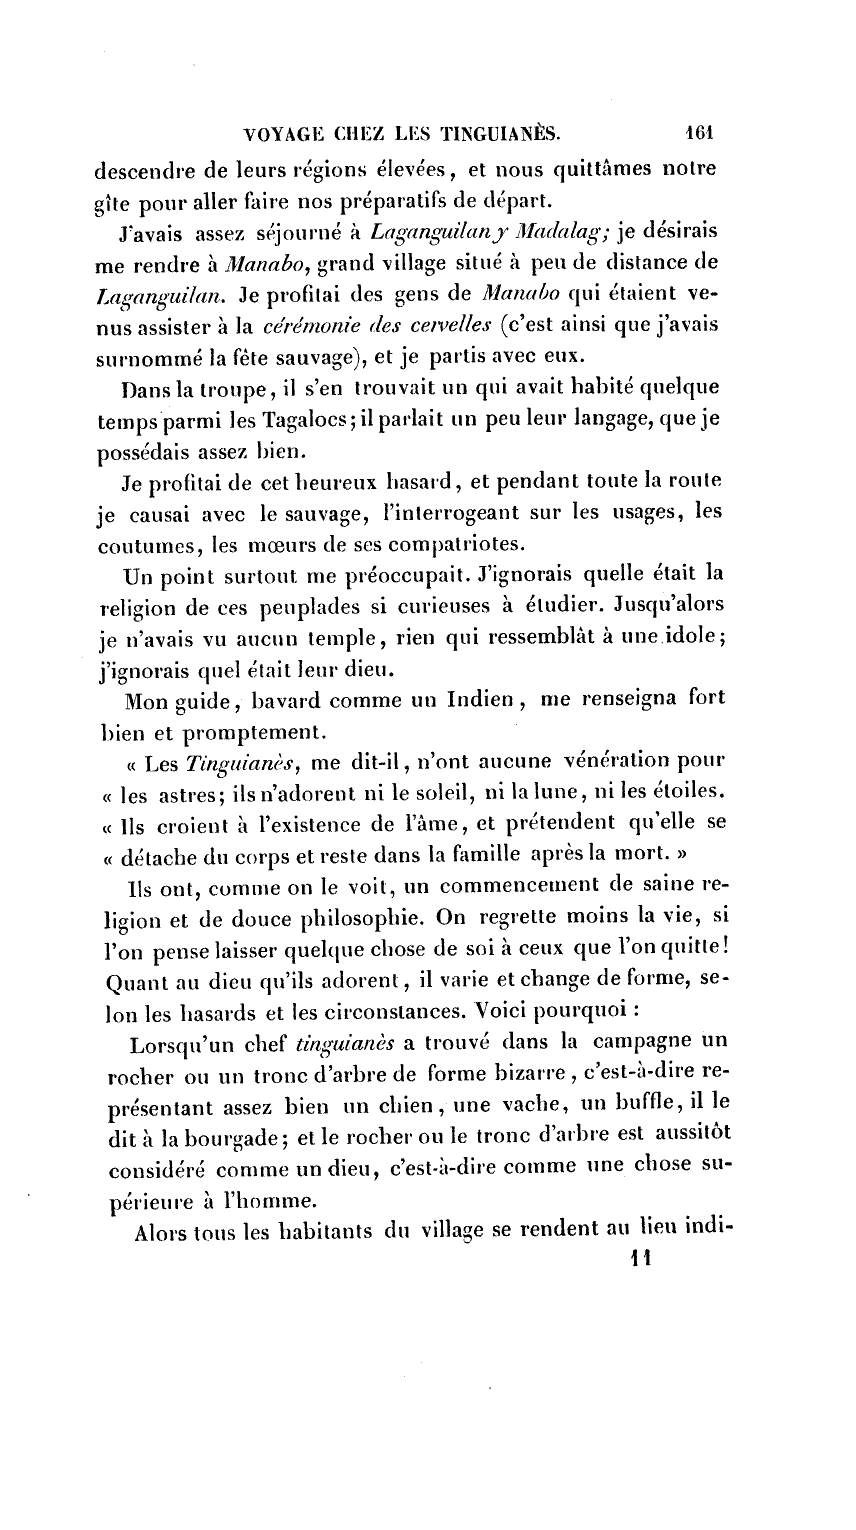 VOYAGE CHEZ LES TINGUIANÈS. 161
descendre de leurs régions élevées, et nous quittâmes notre
gîte pour aller faire nos préparatifs de départ.
J'avais assez séjourné à Laganguilan y Madalag; je désirais
me rendre à Manabo, grand village situé à peu de distance de
Laganguilan. Je profitai des gens de Manabo qui étaient ve-
nus assister à la cérémonie des cervelles (c'est ainsi que j'avais
surnommé la fête sauvage), et je partis avec eux.
Dans la troupe, il s'en trouvait un qui avait habité quelque
temps parmi les Tagalocs; il parlait un peu leur langage, que je
possédais assez bien.
Je profitai de cet heureux hasard, et pendant toute la route
je causai avec le sauvage, l'interrogeant sur les usages, les
coutumes, les mœurs de ses compatriotes.
Un point surtout me préoccupait. J'ignorais quelle était la
religion de ces peuplades si curieuses à étudier. Jusqu'alors
je n'avais vu aucun temple, rien qui ressemblât à une idole;
j'ignorais quel était leur dieu.
Mon guide, bavard comme un Indien, me renseigna fort
bien et promptement.
« Les Tinguianès, me dit-il, n'ont aucune vénération pour
« les astres; ils n'adorent ni le soleil, ni la lune, ni les étoiles.
« Ils croient à l'existence de l'âme, et prétendent qu'elle se
« détache du corps et reste dans la famille après la mort. »
Ils ont, comme on le voit, un commencement de saine re-
ligion et de douce philosophie. On regrette moins la vie, si
l'on pense laisser quelque chose de soi à ceux que l'on quitte!
Quant au dieu qu'ils adorent, il varie et change de forme, se-
lon les hasards et les circonstances. Voici pourquoi :
Lorsqu'un chef tinguianès a trouvé dans la campagne un
rocher ou un tronc d'arbre de forme bizarre, c'est-à-dire re-
présentant assez bien un chien, une vache, un buffle, il le
dit à la bourgade; et le rocher ou le tronc d'arbre est aussitôt
considéré comme un dieu, c'est-à-dire comme une chose su-
périeure à l'homme.
Alors tous les habitants du village se rendent au lieu indi-
11